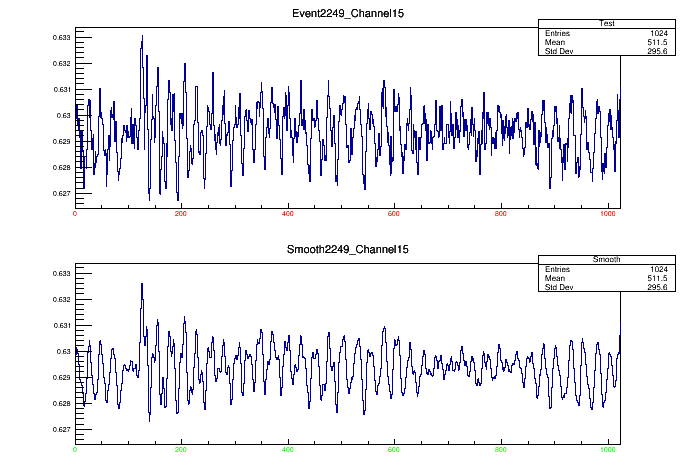 Event2249_Channel15
Test
Entries 1024
Mean 511.5
Std Dev 295.6
0.633
0.632
0.631
0.63
0.629
0.628
0.627
0 200 400 600 800 1000
Smooth2249_Channel15
Smooth
Entries 1024
Mean 511.5
Std Dev 295.6
0.633
0.632
0.631
0.63
0.629
0.628
0.627
0 200 400 600 800 1000